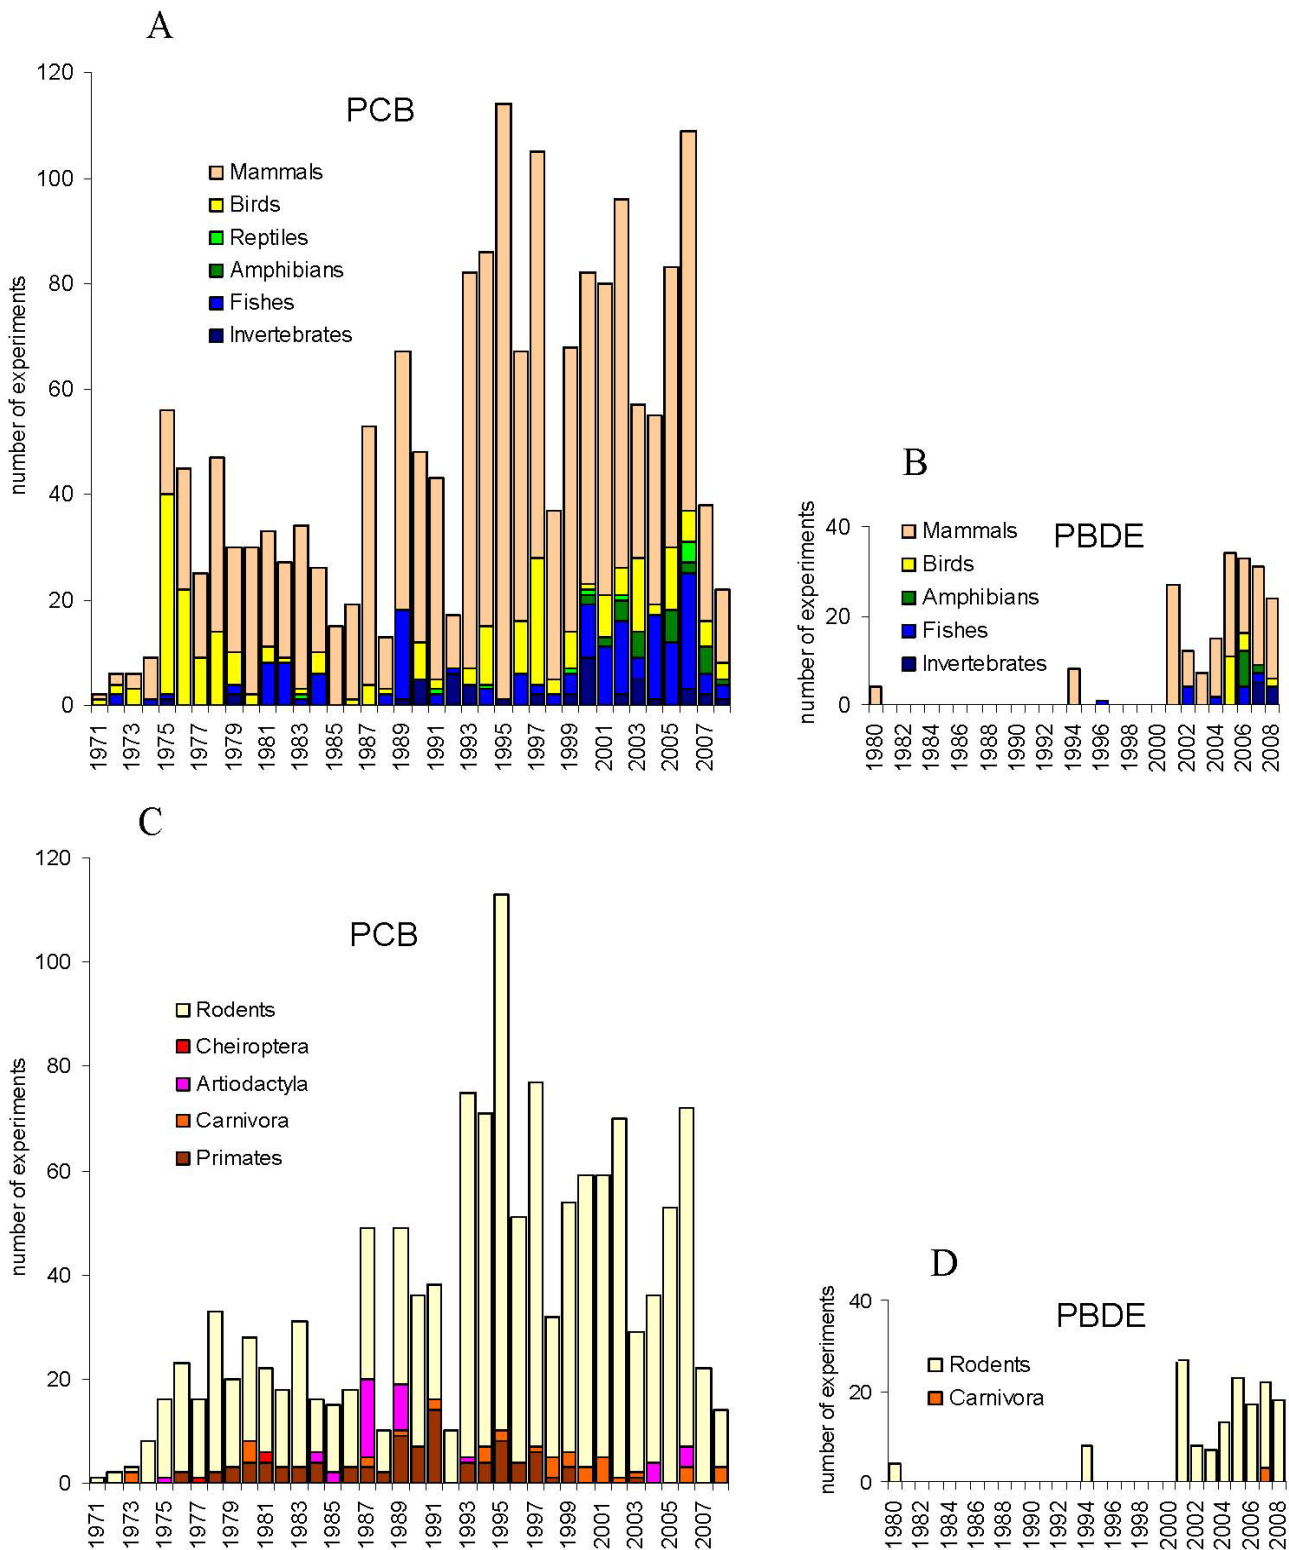 A
PCB
number of experiments
120
100
80
60
40
20
0
Mammals
Birds
Reptiles
Amphibians
Fishes
Invertebrates
1971 1973 1975 1977 1979 1981 1983 1985 1987 1989 1991 1993 1995 1997 1999 2001 2003 2005 2007
B
PBDE
number of experiments
40
20
0
Mammals
Birds
Amphibians
Fishes
Invertebrates
1980 1982 1984 1986 1988 1990 1992 1994 1996 1998 2000 2002 2004 2006 2008
C
PCB
number of experiments
120
100
80
60
40
20
0
Rodents
Cheiroptera
Artiodactyla
Carnivora
Primates
1971 1973 1975 1977 1979 1981 1983 1985 1987 1989 1991 1993 1995 1997 1999 2001 2003 2005 2007
D
PBDE
number of experiments
40
20
0
Rodents
Carnivora
1980 1982 1984 1986 1988 1990 1992 1994 1996 1998 2000 2002 2004 2006 2008